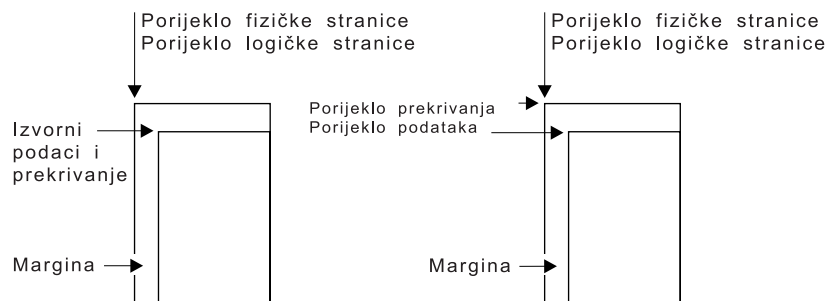 Porijeklo fizičke stranice
Porijeklo logičke stranice
Izvorni
podaci i
prekrivanje
Margina
Porijeklo fizičke stranice
Porijeklo logičke stranice
Porijeklo prekrivanja
Porijeklo podataka
Margina